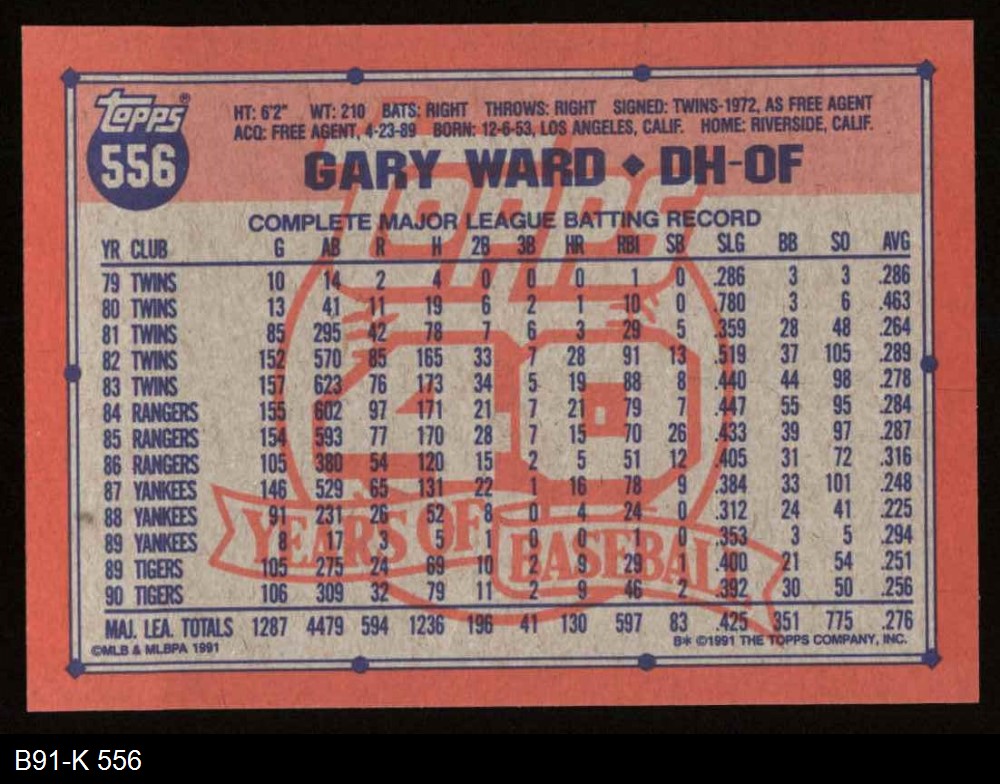 Topps®
556
HT: 6'2" WT: 210 BATS: RIGHT THROWS: RIGHT SIGNED: TWINS-1972, AS FREE AGENT
ACQ: FREE AGENT, 4-23-89 BORN: 12-6-53, LOS ANGELES, CALIF. HOME: RIVERSIDE, CALIF.
GARY WARD ◆ DH-OF
COMPLETE MAJOR LEAGUE BATTING RECORD
YR CLUB G AB R H 2B 3B HR RBI SB SLG BB SO AVG
79 TWINS 10 14 2 4 0 0 0 1 0 .286 3 3 .286
80 TWINS 13 41 11 19 6 2 1 10 0 .780 3 6 .463
81 TWINS 85 295 42 78 7 6 3 29 5 .359 28 48 .264
82 TWINS 152 570 85 165 33 7 28 91 13 .519 37 105 .289
83 TWINS 157 623 76 173 34 5 19 88 8 .440 44 98 .278
84 RANGERS 155 602 97 171 21 7 21 79 7 .447 55 95 .284
85 RANGERS 154 593 77 170 28 7 15 70 26 .433 39 97 .287
86 RANGERS 105 380 54 120 15 2 5 51 12 .405 31 72 .316
87 YANKEES 146 529 65 131 22 1 16 78 9 .384 33 101 .248
88 YANKEES 91 231 26 52 8 0 4 24 0 .312 24 41 .225
89 YANKEES 8 17 3 5 1 0 0 1 0 .353 3 5 .294
89 TIGERS 105 275 24 69 10 2 9 29 1 .400 21 54 .251
90 TIGERS 106 309 32 79 11 2 9 46 2 .392 30 50 .256
MAJ. LEA. TOTALS 1287 4479 594 1236 196 41 130 597 83 .425 351 775 .276
©MLB & MLBPA 1991 B* ©1991 THE TOPPS COMPANY, INC.
Topps
40
YEARS OF BASEBALL
B91-K 556